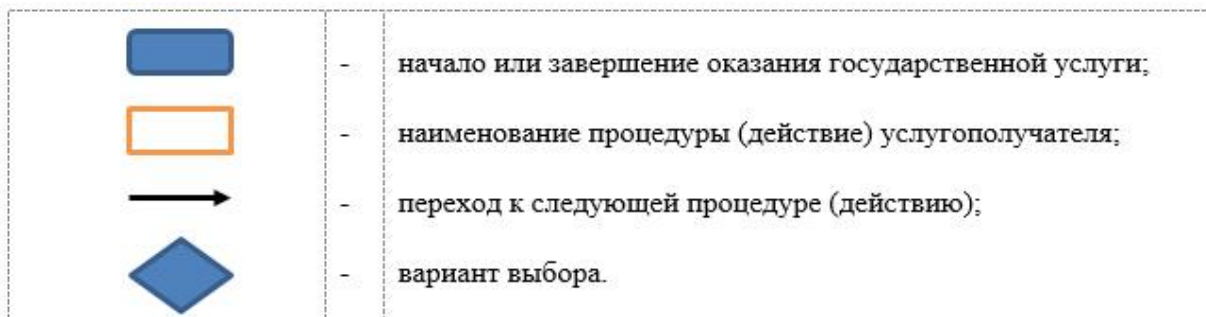 - начало или завершение оказания государственной услуги;
- наименование процедуры (действие) услугополучателя;
- переход к следующей процедуре (действию);
- вариант выбора.